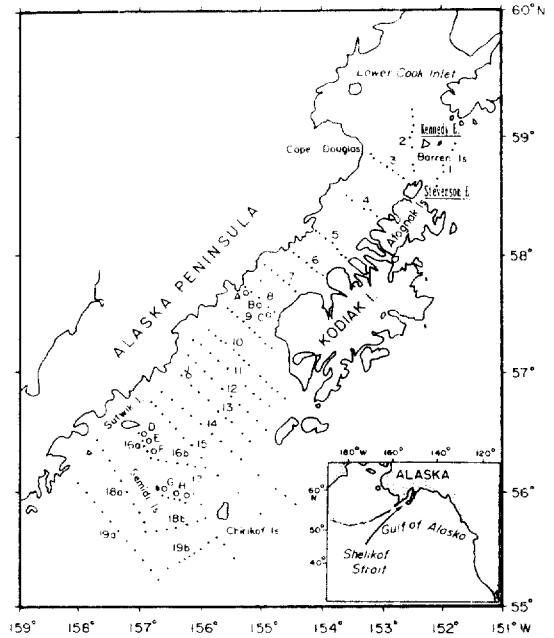 60°N
Lower Cook Inlet
Kennedy E.
59°
2
Cape Douglas
Barren Is
3
1
Stevenson E.
4
Afognak Is
5
58°
6
ALASKA PENINSULA
7
A
8
B
9 C
KODIAK I.
10
11
57°
12
13
Sutwik I.
14
D
E
15
16a
F
16b
17
180°W
160°
140°
120°
ALASKA
G H
18a
Semidi Is
60°
N
56°
18b
Gulf of Alaska
50°
19a
Chirikof Is
Shelikof
Strait
19b
40°
55°
159°
158°
157°
156°
155°
154°
153°
152°
151°W